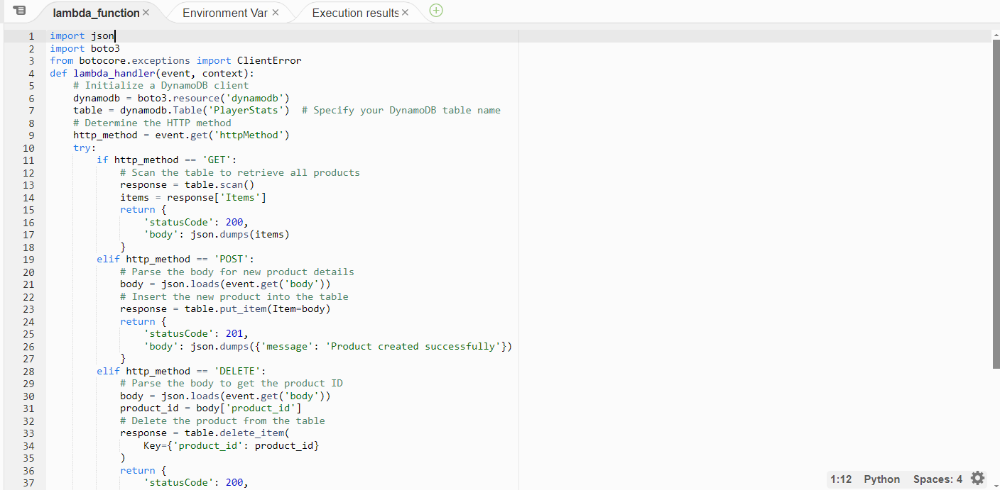 lambda_function × Environment Var × Execution results ×
1 import json
2 import boto3
3 from botocore.exceptions import ClientError
4 def lambda_handler(event, context):
5     # Initialize a DynamoDB client
6     dynamodb = boto3.resource('dynamodb')
7     table = dynamodb.Table('PlayerStats')  # Specify your DynamoDB table name
8     # Determine the HTTP method
9     http_method = event.get('httpMethod')
10     try:
11         if http_method == 'GET':
12             # Scan the table to retrieve all products
13             response = table.scan()
14             items = response['Items']
15             return {
16                 'statusCode': 200,
17                 'body': json.dumps(items)
18             }
19         elif http_method == 'POST':
20             # Parse the body for new product details
21             body = json.loads(event.get('body'))
22             # Insert the new product into the table
23             response = table.put_item(Item=body)
24             return {
25                 'statusCode': 201,
26                 'body': json.dumps({'message': 'Product created successfully'})
27             }
28         elif http_method == 'DELETE':
29             # Parse the body to get the product ID
30             body = json.loads(event.get('body'))
31             product_id = body['product_id']
32             # Delete the product from the table
33             response = table.delete_item(
34                 Key={'product_id': product_id}
35             )
36             return {
37                 'statusCode': 200,
1:12 Python Spaces: 4